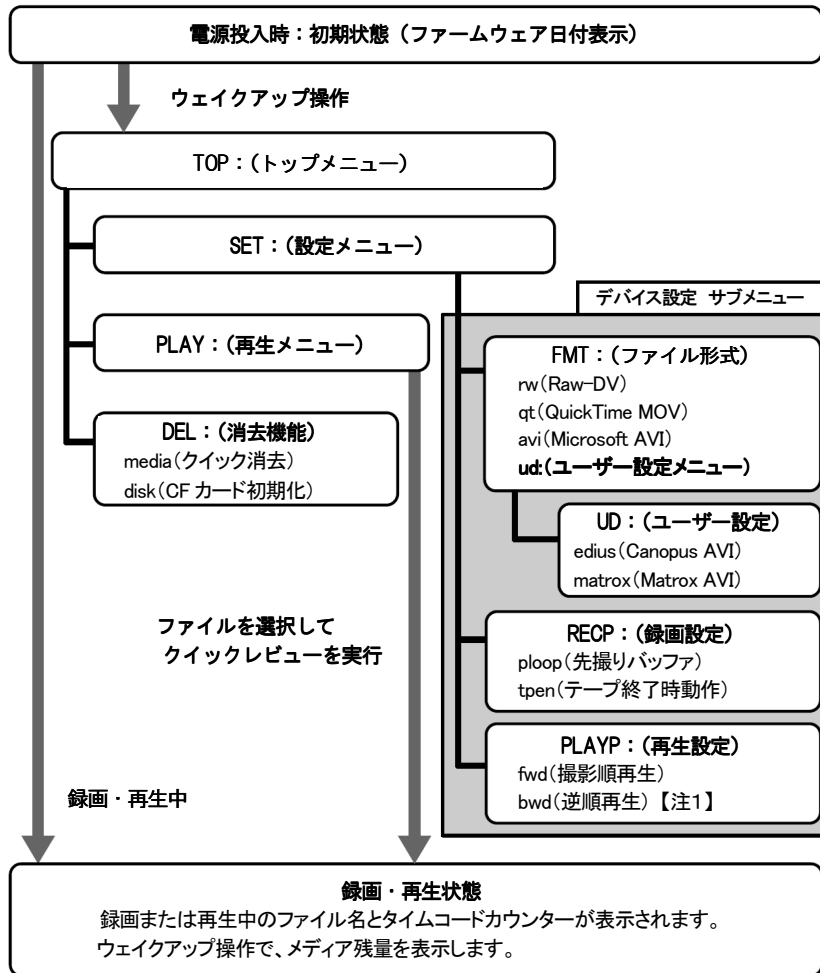 電源投入時：初期状態（ファームウェア日付表示）
ウェイクアップ操作
TOP：（トップメニュー）
SET：（設定メニュー）
デバイス設定 サブメニュー
PLAY：（再生メニュー）
FMT：（ファイル形式）
rw（Raw-DV）
qt（QuickTime MOV）
avi（Microsoft AVI）
ud:（ユーザー設定メニュー）
DEL：（消去機能）
media（クイック消去）
disk（CF カード初期化）
UD：（ユーザー設定）
edius（Canopus AVI）
matrox（Matrox AVI）
ファイルを選択して
クイックレビューを実行
RECP：（録画設定）
ploop（先撮りバッファ）
tpen（テープ終了時動作）
PLAYP：（再生設定）
fwd（撮影順再生）
bwd（逆順再生）【注1】
録画・再生中
録画・再生状態
録画または再生中のファイル名とタイムコードカウンターが表示されます。
ウェイクアップ操作で、メディア残量を表示します。